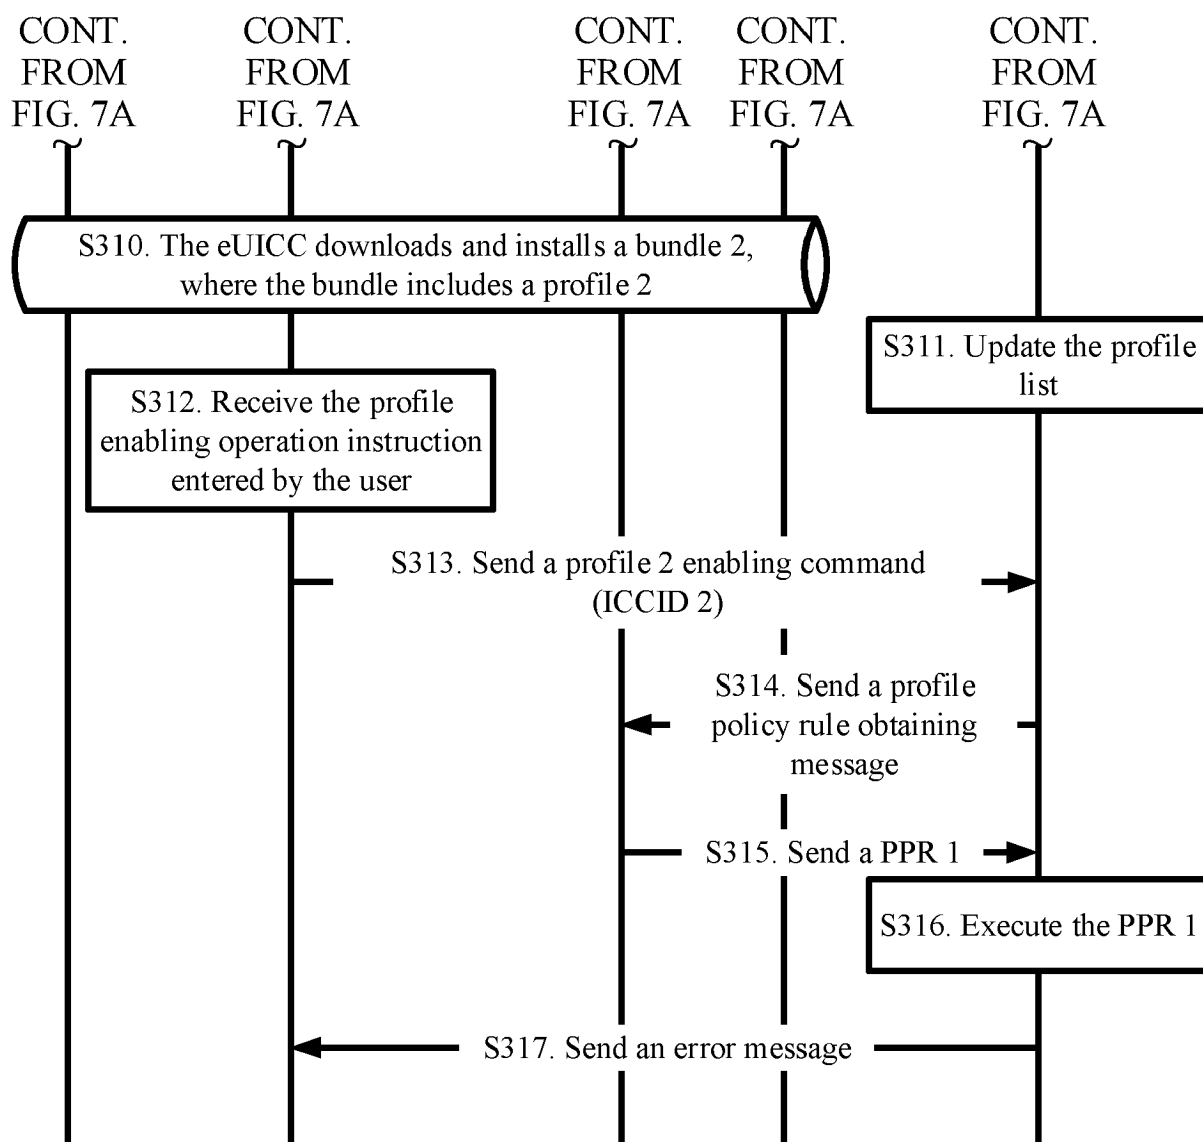 CONT.
FROM
FIG. 7A
CONT.
FROM
FIG. 7A
CONT.
FROM
FIG. 7A
CONT.
FROM
FIG. 7A
CONT.
FROM
FIG. 7A
S310. The eUICC downloads and installs a bundle 2,
where the bundle includes a profile 2
S311. Update the profile
list
S312. Receive the profile
enabling operation instruction
entered by the user
S313. Send a profile 2 enabling command
(ICCID 2)
S314. Send a profile
policy rule obtaining
message
S315. Send a PPR 1
S316. Execute the PPR 1
S317. Send an error message